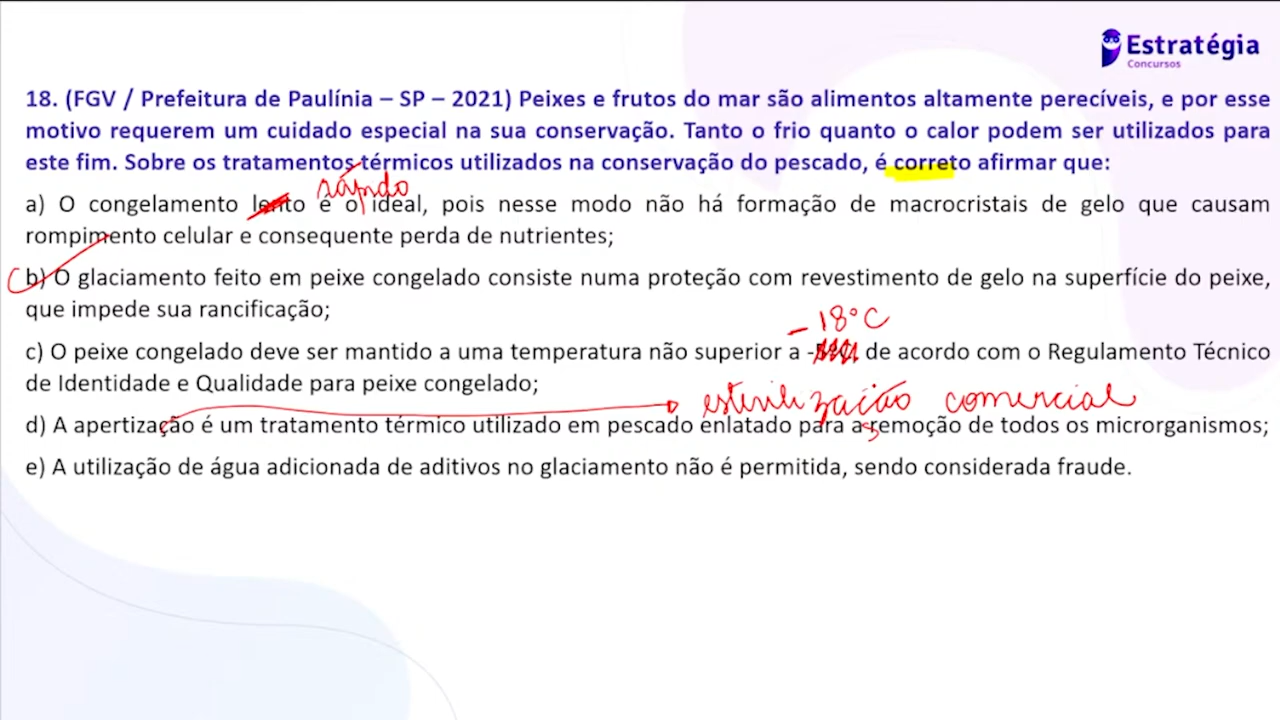 Estratégia
Concursos
18. (FGV / Prefeitura de Paulínia – SP – 2021) Peixes e frutos do mar são alimentos altamente perecíveis, e por esse
motivo requerem um cuidado especial na sua conservação. Tanto o frio quanto o calor podem ser utilizados para
este fim. Sobre os tratamentos térmicos utilizados na conservação do pescado, é correto afirmar que:
rápido
a) O congelamento lento é o ideal, pois nesse modo não há formação de macrocristais de gelo que causam
rompimento celular e consequente perda de nutrientes;
b) O glaciamento feito em peixe congelado consiste numa proteção com revestimento de gelo na superfície do peixe,
que impede sua rancificação;
-18°C
c) O peixe congelado deve ser mantido a uma temperatura não superior a - de acordo com o Regulamento Técnico
de Identidade e Qualidade para peixe congelado;
esterilização comercial
d) A apertização é um tratamento térmico utilizado em pescado enlatado para a remoção de todos os microrganismos;
e) A utilização de água adicionada de aditivos no glaciamento não é permitida, sendo considerada fraude.